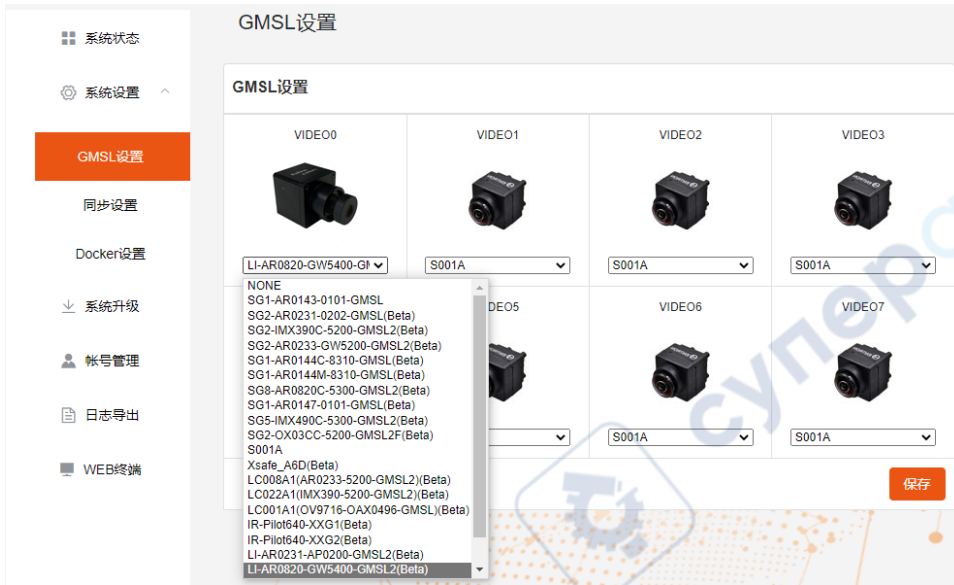 GMSL设置
系统状态
系统设置
GMSL设置
同步设置
Docker设置
系统升级
帐号管理
日志导出
WEB终端
GMSL设置
VIDEO0
VIDEO1
VIDEO2
VIDEO3
LI-AR0820-GW5400-GM
S001A
S001A
S001A
NONE
SG1-AR0143-0101-GMSL
SG2-AR0231-0202-GMSL(Beta)
SG2-IMX390C-5200-GMSL2(Beta)
SG2-AR0233-GW5200-GMSL2(Beta)
SG1-AR0144C-8310-GMSL(Beta)
SG1-AR0144M-8310-GMSL(Beta)
SG8-AR0820C-5300-GMSL2(Beta)
SG1-AR0147-0101-GMSL(Beta)
SG5-IMX490C-5300-GMSL2(Beta)
SG2-OX03CC-5200-GMSL2F(Beta)
S001A
Xsafe_A6D(Beta)
LC008A1(AR0233-5200-GMSL2)(Beta)
LC022A1(IMX390-5200-GMSL2)(Beta)
LC001A1(OV9716-OAX0496-GMSL)(Beta)
IR-Pilot640-XXG1(Beta)
IR-Pilot640-XXG2(Beta)
LI-AR0231-AP0200-GMSL2(Beta)
LI-AR0820-GW5400-GMSL2(Beta)
DEO5
VIDEO6
VIDEO7
S001A
S001A
保存
супер